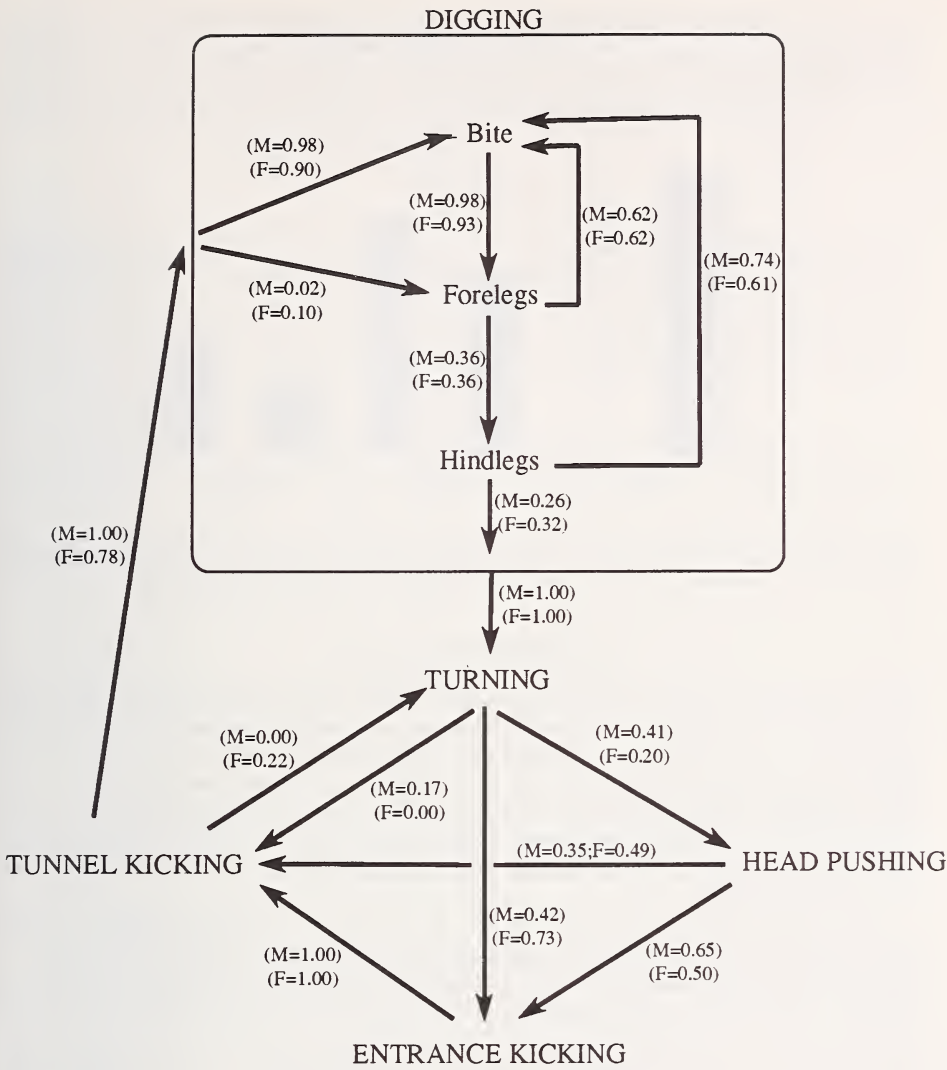 DIGGING
Bite
(M=0.98)
(F=0.90)
(M=0.98)
(F=0.93)
(M=0.62)
(F=0.62)
(M=0.74)
(F=0.61)
(M=0.02)
(F=0.10)
Forelegs
(M=0.36)
(F=0.36)
Hindlegs
(M=0.26)
(F=0.32)
(M=1.00)
(F=0.78)
(M=1.00)
(F=1.00)
TURNING
(M=0.00)
(F=0.22)
(M=0.41)
(F=0.20)
(M=0.17)
(F=0.00)
TUNNEL KICKING
(M=0.35;F=0.49)
HEAD PUSHING
(M=0.42)
(F=0.73)
(M=1.00)
(F=1.00)
(M=0.65)
(F=0.50)
ENTRANCE KICKING